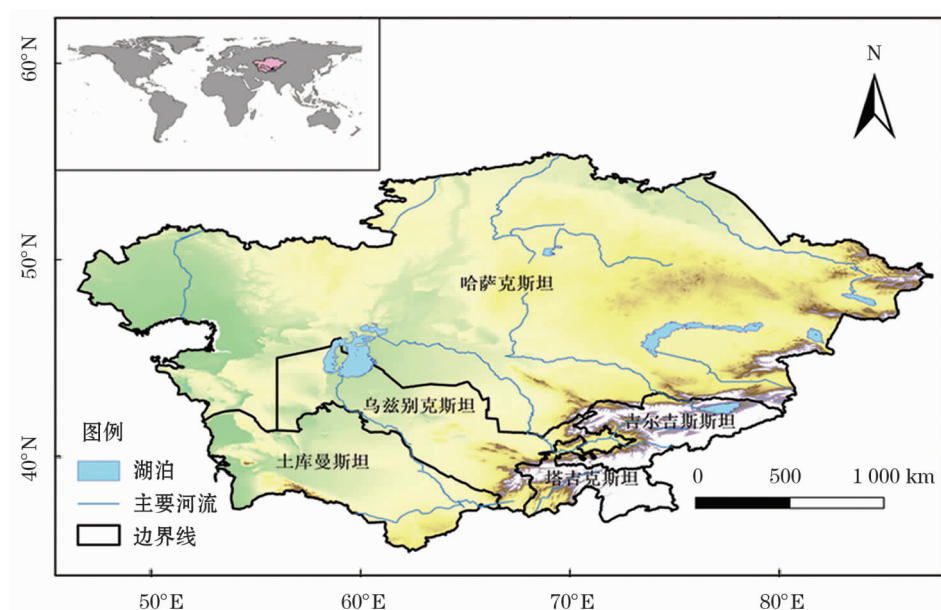 60°N
50°N
40°N
N
哈萨克斯坦
乌兹别克斯坦
吉尔吉斯斯坦
土库曼斯坦
塔吉克斯坦
图例
湖泊
主要河流
边界线
0 500 1 000 km
50°E 60°E 70°E 80°E